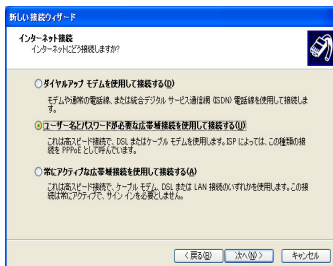 新しい接続ウィザード
インターネット接続
インターネットにどう接続しますか?
ダイヤルアップ モデムを使用して接続する(D)
モデムや通常の電話線、または統合デジタル サービス通信網 (ISDN) 電話線を使用して接続しま
す。
ユーザー名とパスワードが必要な広帯域接続を使用して接続する(U)
これは高スピード接続で、DSL またはケーブル モデムを使用します。ISP によっては、この種類の接
続を PPPoE として呼んでいます。
常にアクティブな広帯域接続を使用して接続する(A)
これは高スピード接続で、ケーブル モデム、DSL または LAN 接続のいずれかを使用します。この接
続は常にアクティブで、サイン インを必要としません。
< 戻る(B)
次へ(N) >
キャンセル